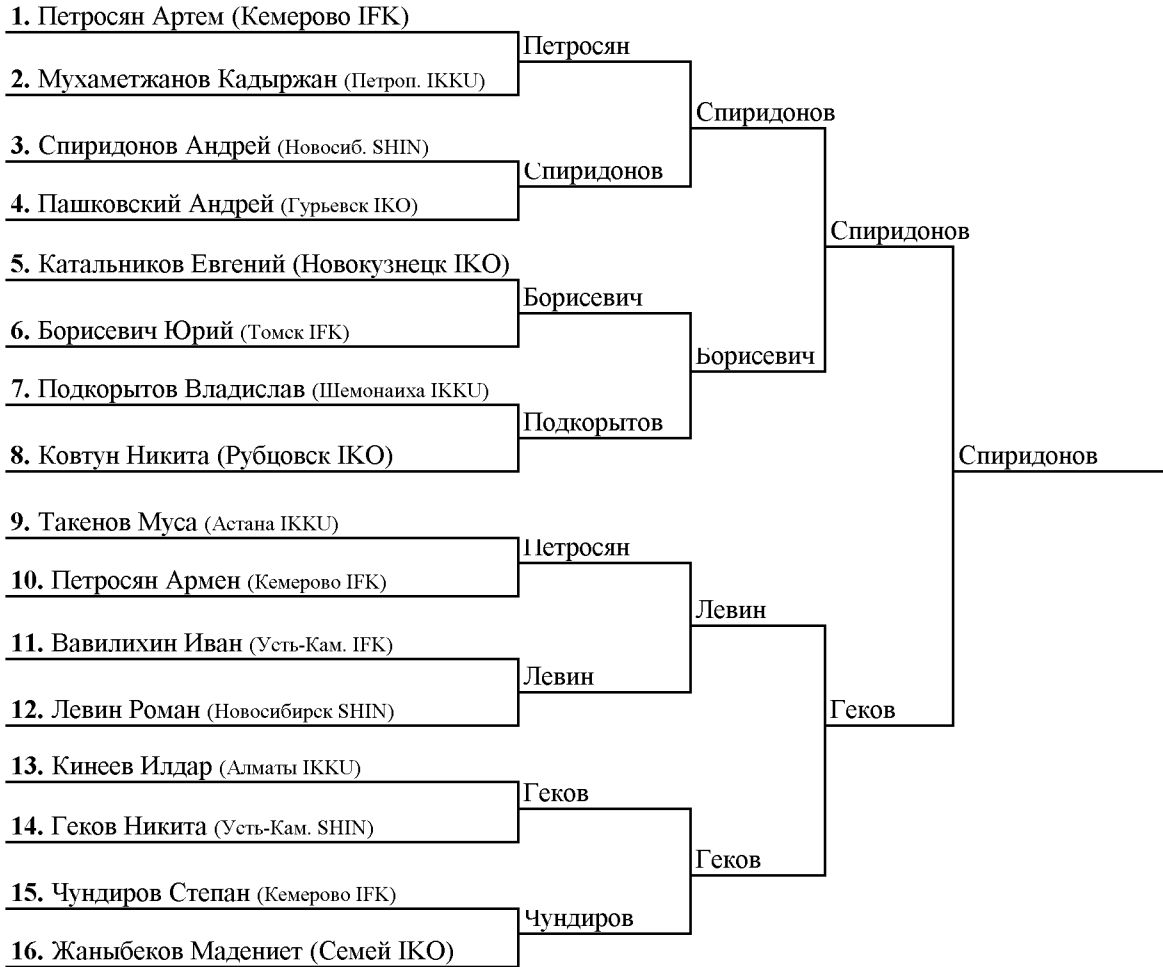 1. Петросян Артем (Кемерово IFK)
Петросян
2. Мухаметжанов Кадыржан (Петроп. IKKU)
Спиридонов
3. Спиридонов Андрей (Новосиб. SHIN)
Спиридонов
4. Пашковский Андрей (Гурьевск IKO)
Спиридонов
5. Катальников Евгений (Новокузнецк IKO)
Борисевич
6. Борисевич Юрий (Томск IFK)
Борисевич
7. Подкорытов Владислав (Шемонаиха IKKU)
Подкорытов
8. Ковтун Никита (Рубцовск IKO)
Спиридонов
9. Такенов Муса (Астана IKKU)
Петросян
10. Петросян Армен (Кемерово IFK)
Левин
11. Вавилихин Иван (Усть-Кам. IFK)
Левин
12. Левин Роман (Новосибирск SHIN)
Геков
13. Кинеев Илдар (Алматы IKKU)
Геков
14. Геков Никита (Усть-Кам. SHIN)
Геков
15. Чундиров Степан (Кемерово IFK)
Чундиров
16. Жаныбеков Мадениет (Семей IKO)